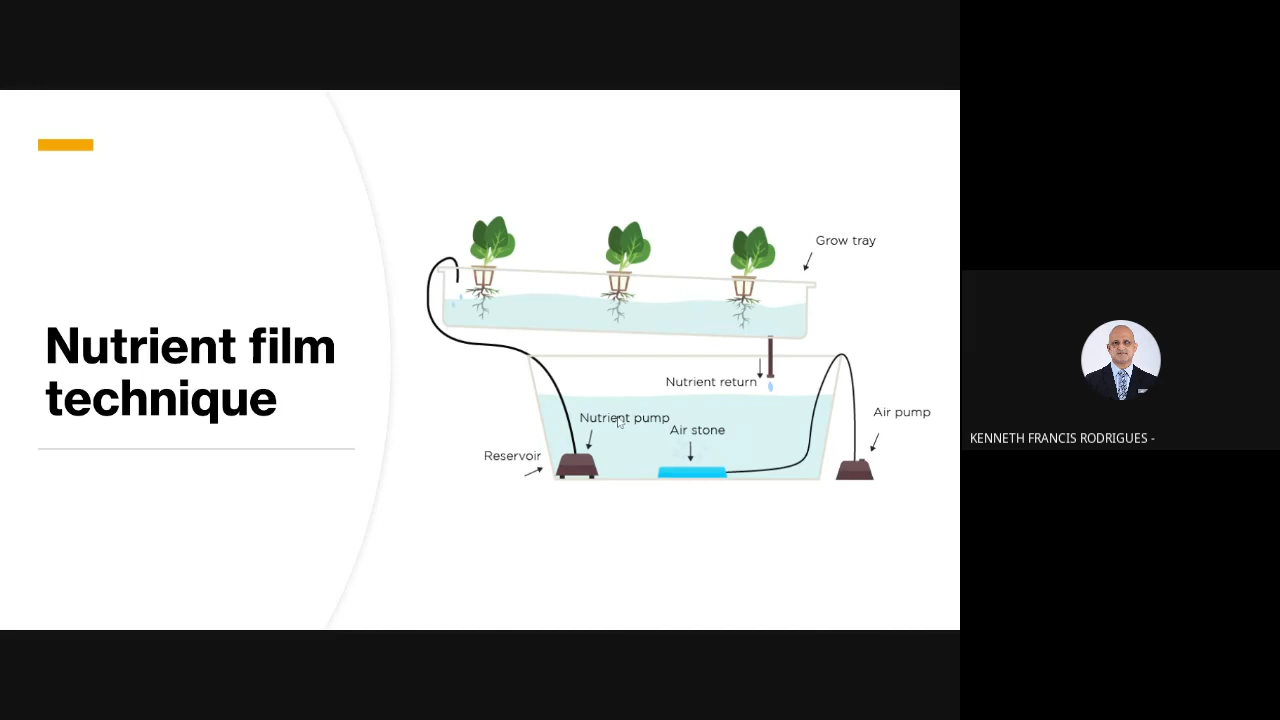 Nutrient film
technique
Grow tray
Nutrient return
Nutrient pump
Air stone
Air pump
Reservoir
KENNETH FRANCIS RODRIGUES -